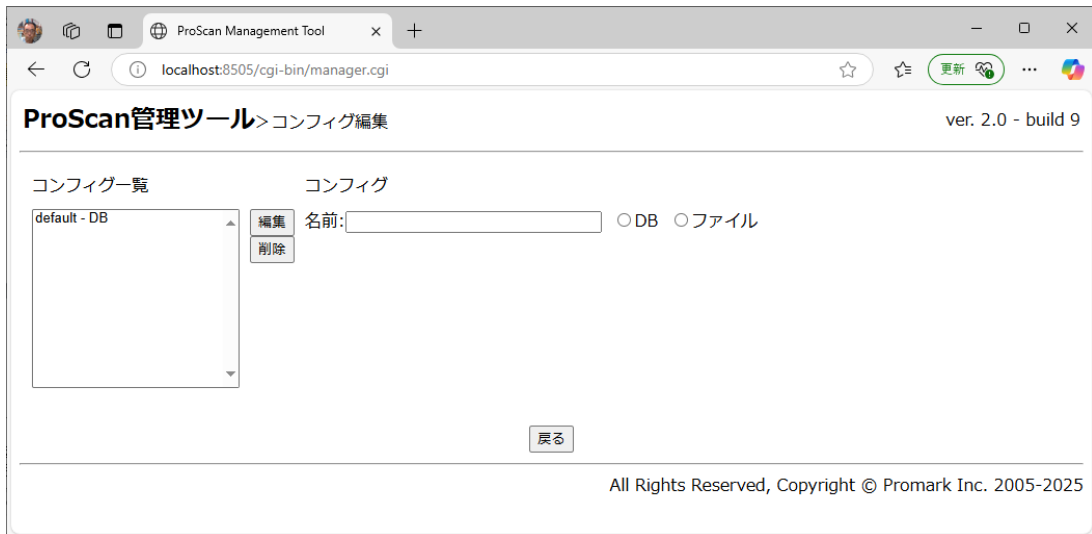 ProScan Management Tool
localhost:8505/cgi-bin/manager.cgi
更新
ProScan管理ツール>コンフィグ編集
ver. 2.0 - build 9
コンフィグ一覧
コンフィグ
default - DB
編集
削除
名前:
DB
ファイル
戻る
All Rights Reserved, Copyright © Promark Inc. 2005-2025